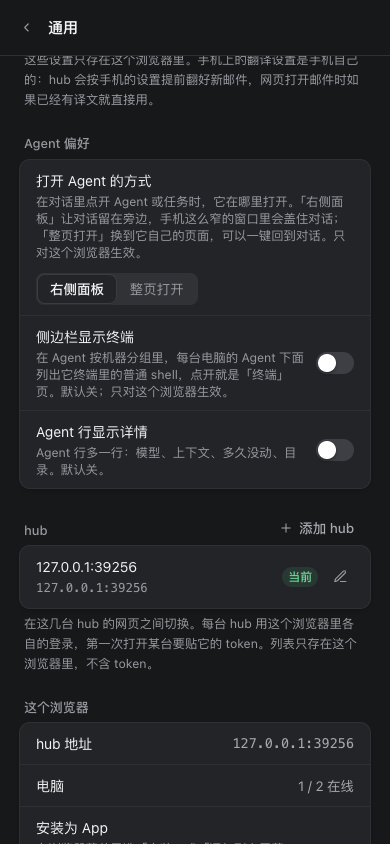 通用
这些设置只存在这个浏览器里。手机上的翻译设置是手机自己
的：hub 会按手机的设置提前翻好新邮件，网页打开邮件时如
果已经有译文就直接用。
Agent 偏好
打开 Agent 的方式
在对话里点开 Agent 或任务时，它在哪里打开。「右侧面
板」让对话留在旁边，手机这么窄的窗口里会盖住对话；
「整页打开」换到它自己的页面，可以一键回到对话。只
对这个浏览器生效。
右侧面板 整页打开
侧边栏显示终端
在 Agent 按机器分组里，每台电脑的 Agent 下面
列出它终端里的普通 shell，点开就是「终端」
页。默认关；只对这个浏览器生效。
Agent 行显示详情
Agent 行多一行：模型、上下文、多久没动、目
录。默认关。
hub
+ 添加 hub
127.0.0.1:39256
127.0.0.1:39256
当前
在这几台 hub 的网页之间切换。每台 hub 用这个浏览器里各
自的登录，第一次打开某台要贴它的 token。列表只存在这个
浏览器里，不含 token。
这个浏览器
hub 地址 127.0.0.1:39256
电脑 1 / 2 在线
安装为 App